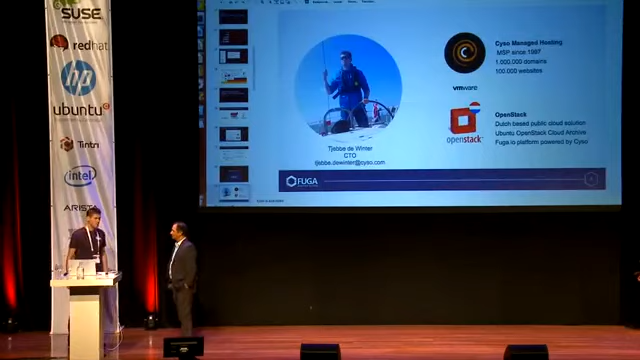 SUSE
redhat
hp
ubuntu
Tintri
intel
ARISTA
Tjebbe de Winter
CTO
tjebbe.dewinter@cyso.com
Cyso Managed Hosting
MSP since 1997
1.000.000 domains
100.000 websites
vmware
OpenStack
Dutch based public cloud solution
Ubuntu OpenStack Cloud Archive
Fuga io platform powered by Cyso
openstack
FUGA